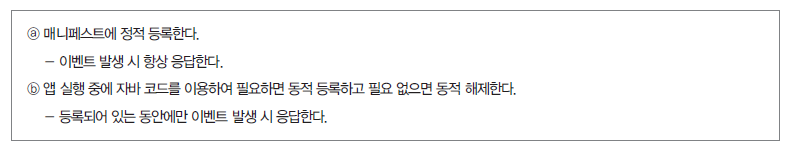 ⓐ 매니페스트에 정적 등록한다.
– 이벤트 발생 시 항상 응답한다.
ⓑ 앱 실행 중에 자바 코드를 이용하여 필요하면 동적 등록하고 필요 없으면 동적 해제한다.
– 등록되어 있는 동안에만 이벤트 발생 시 응답한다.